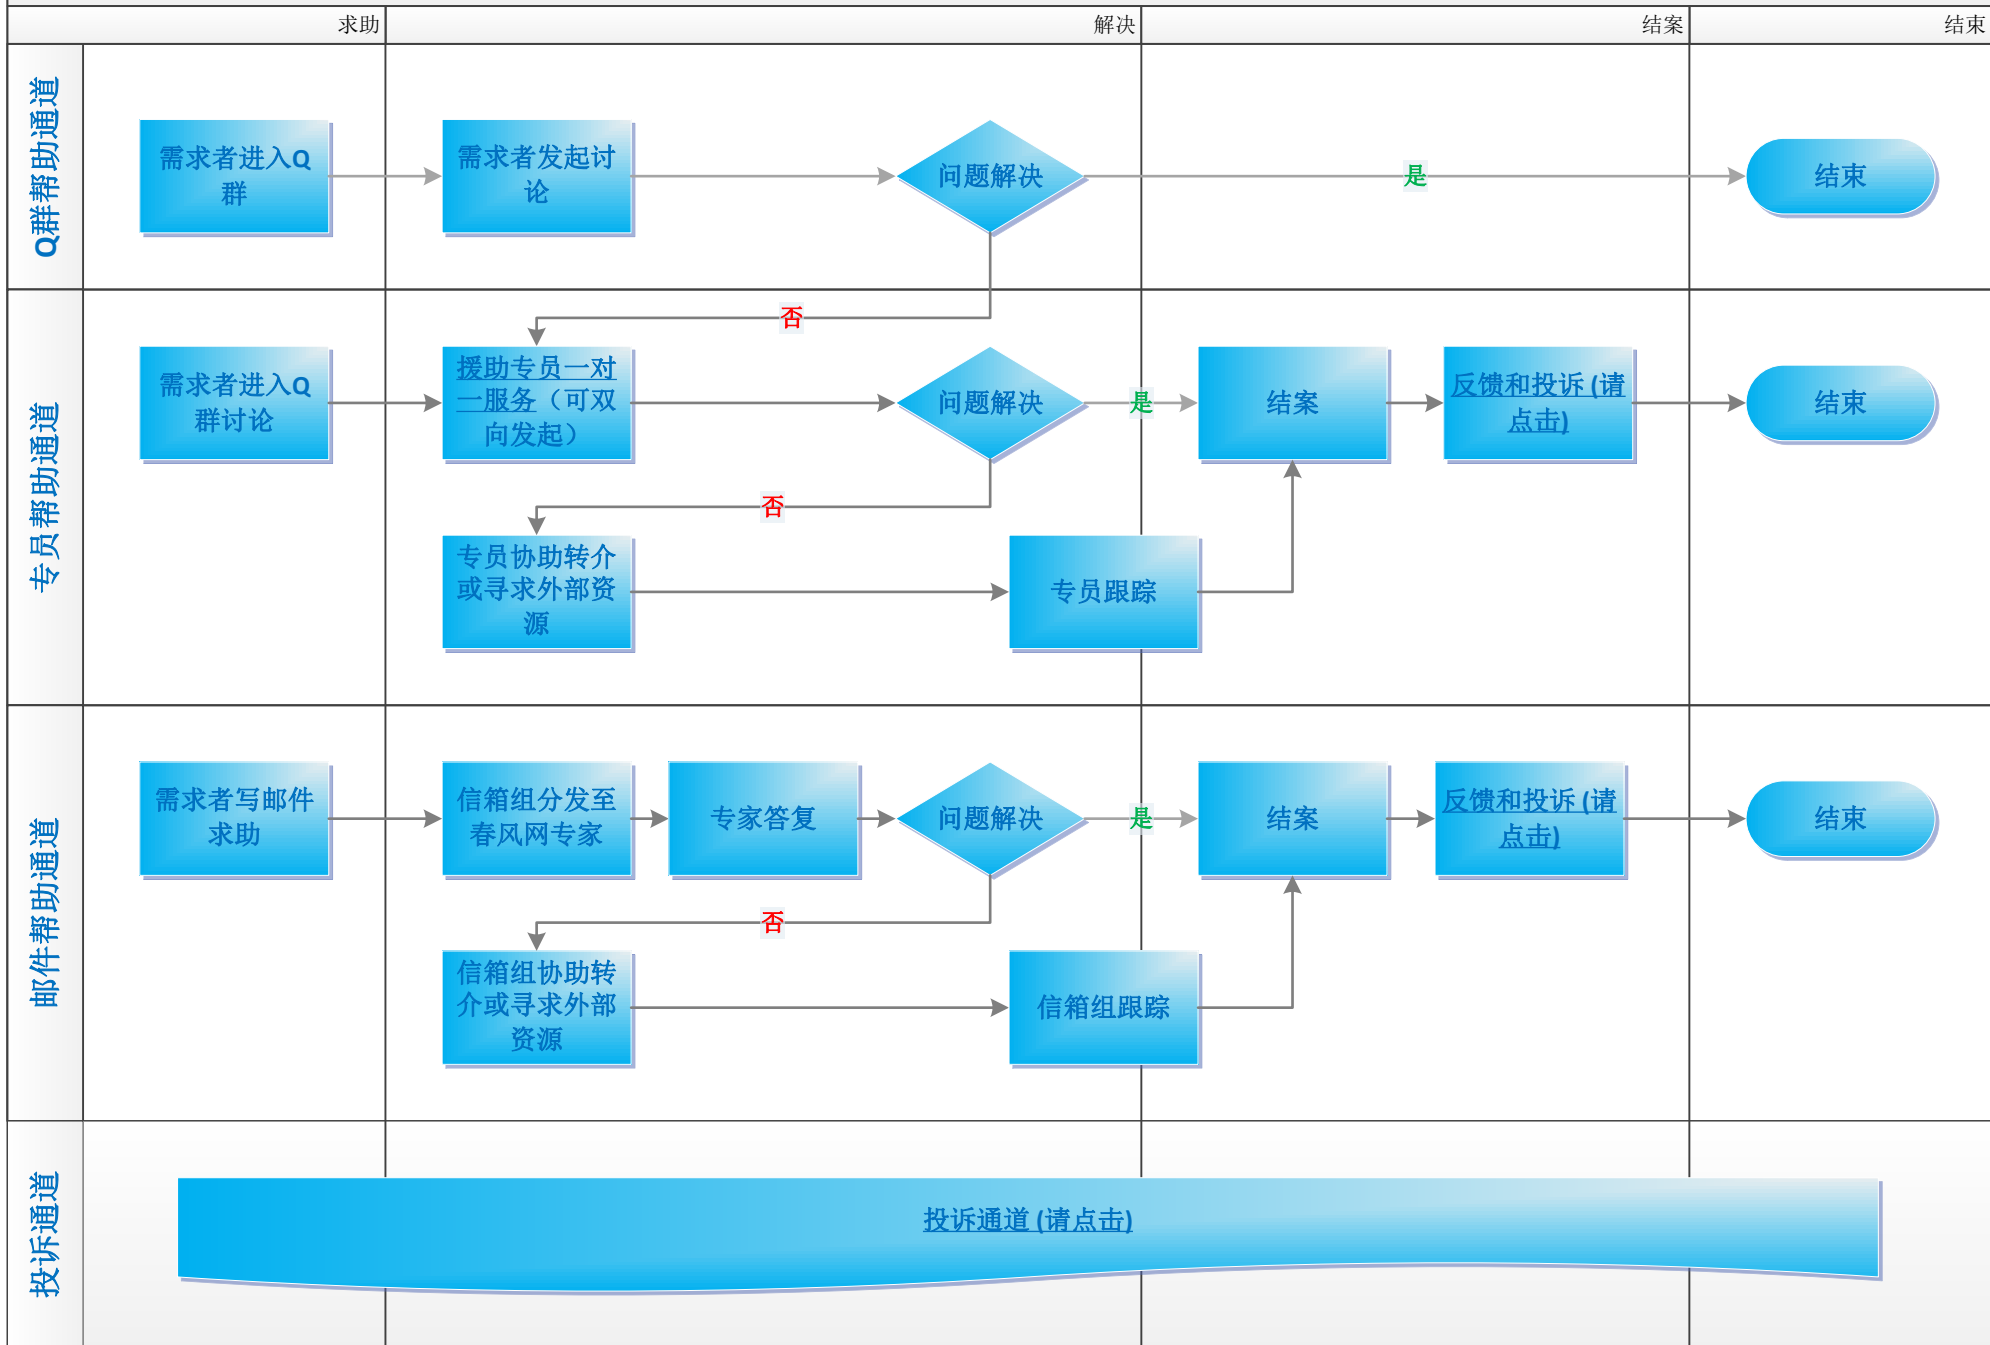 求助
解决
结案
结束
Q群帮助通道
需求者进入Q
群
需求者发起讨
论
问题解决
是
结束
否
专员帮助通道
需求者进入Q
群讨论
援助专员一对
一服务（可双
向发起）
问题解决
是
结案
反馈和投诉 (请
点击)
结束
否
专员协助转介
或寻求外部资
源
专员跟踪
邮件帮助通道
需求者写邮件
求助
信箱组分发至
春风网专家
专家答复
问题解决
是
结案
反馈和投诉 (请
点击)
结束
否
信箱组协助转
介或寻求外部
资源
信箱组跟踪
投诉通道
投诉通道 (请点击)